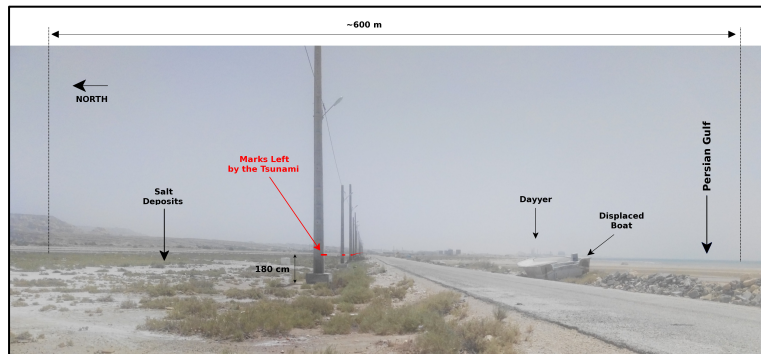 ~600 m
NORTH
Marks Left
by the Tsunami
Salt
Deposits
180 cm
Dayyer
Displaced
Boat
Persian Gulf